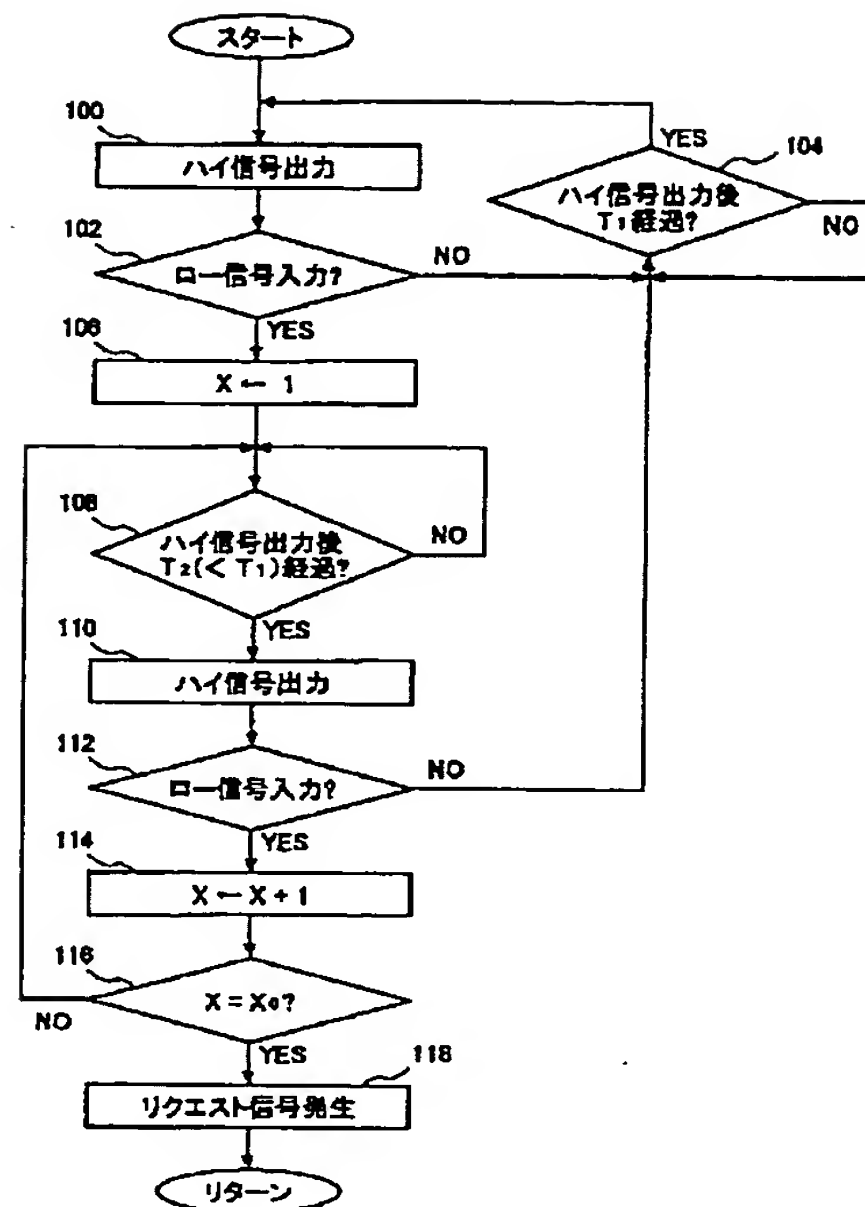 スタート
100
ハイ信号出力
YES
104
ハイ信号出力後
T₁経過?
NO
102
ロー信号入力?
NO
YES
106
X ← 1
108
ハイ信号出力後
T₂(< T₁)経過?
NO
YES
110
ハイ信号出力
112
ロー信号入力?
NO
YES
114
X ← X + 1
116
X = X₀?
NO
YES
118
リクエスト信号発生
リターン